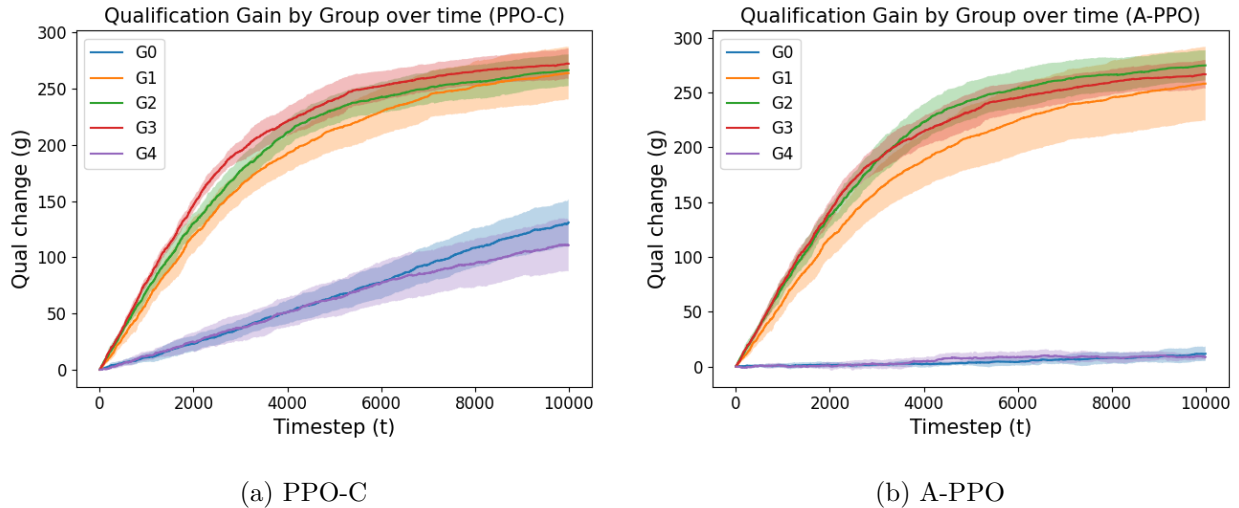 Qualification Gain by Group over time (PPO-C)
300
250
200
150
100
50
0
Qual change (g)
G0
G1
G2
G3
G4
0 2000 4000 6000 8000 10000
Timestep (t)
(a) PPO-C
Qualification Gain by Group over time (A-PPO)
300
250
200
150
100
50
0
Qual change (g)
G0
G1
G2
G3
G4
0 2000 4000 6000 8000 10000
Timestep (t)
(b) A-PPO